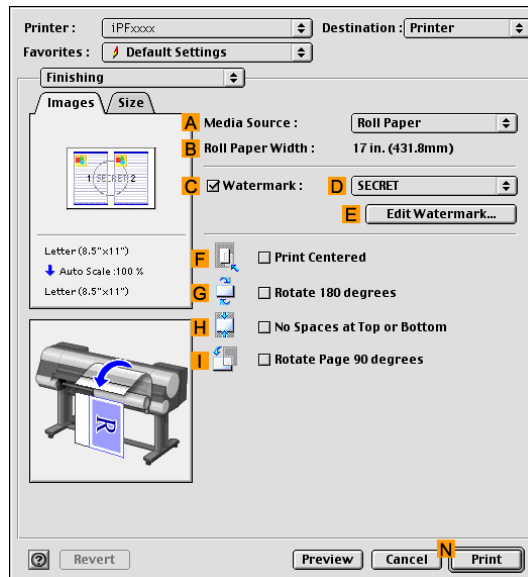 Printer : iPFxxxx Destination : Printer
Favorites : Default Settings
Finishing
Images Size
A Media Source : Roll Paper
B Roll Paper Width : 17 in. (431.8mm)
1 SECRET 2
C Watermark : D SECRET
E Edit Watermark...
Letter (8.5"x11")
Auto Scale :100 %
Letter (8.5"x11")
F Print Centered
G Rotate 180 degrees
H No Spaces at Top or Bottom
I Rotate Page 90 degrees
R
? Revert Preview Cancel N Print